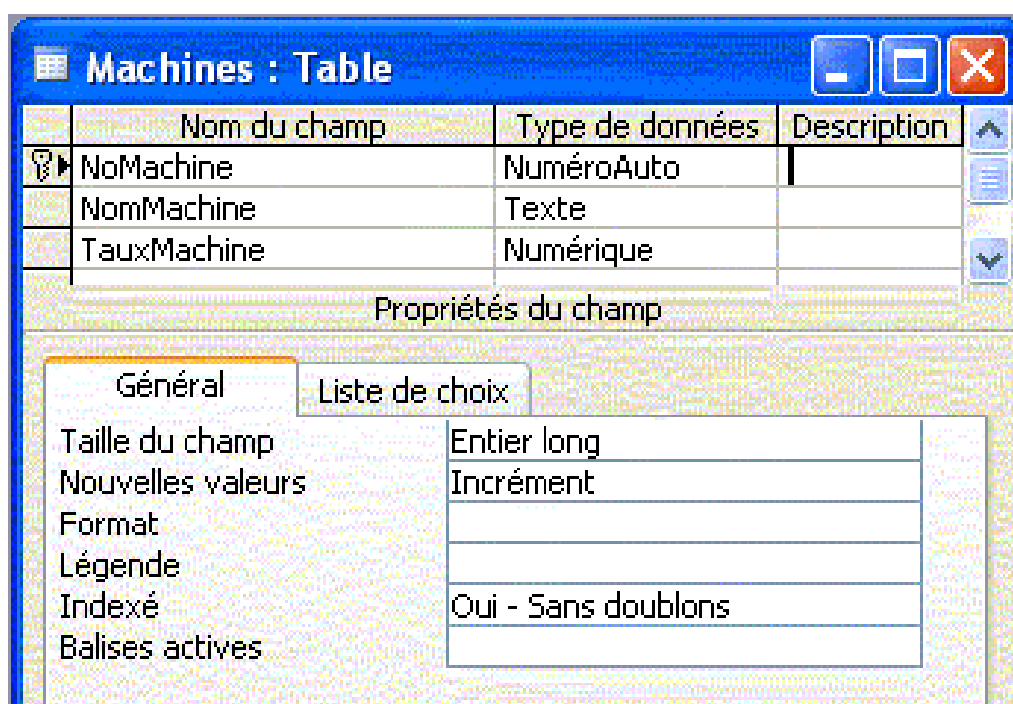 Machines : Table
Nom du champ Type de données Description
NoMachine NuméroAuto
NomMachine Texte
TauxMachine Numérique
Propriétés du champ
Général Liste de choix
Taille du champ Entier long
Nouvelles valeurs Incrément
Format
Légende
Indexé Oui - Sans doublons
Balises actives